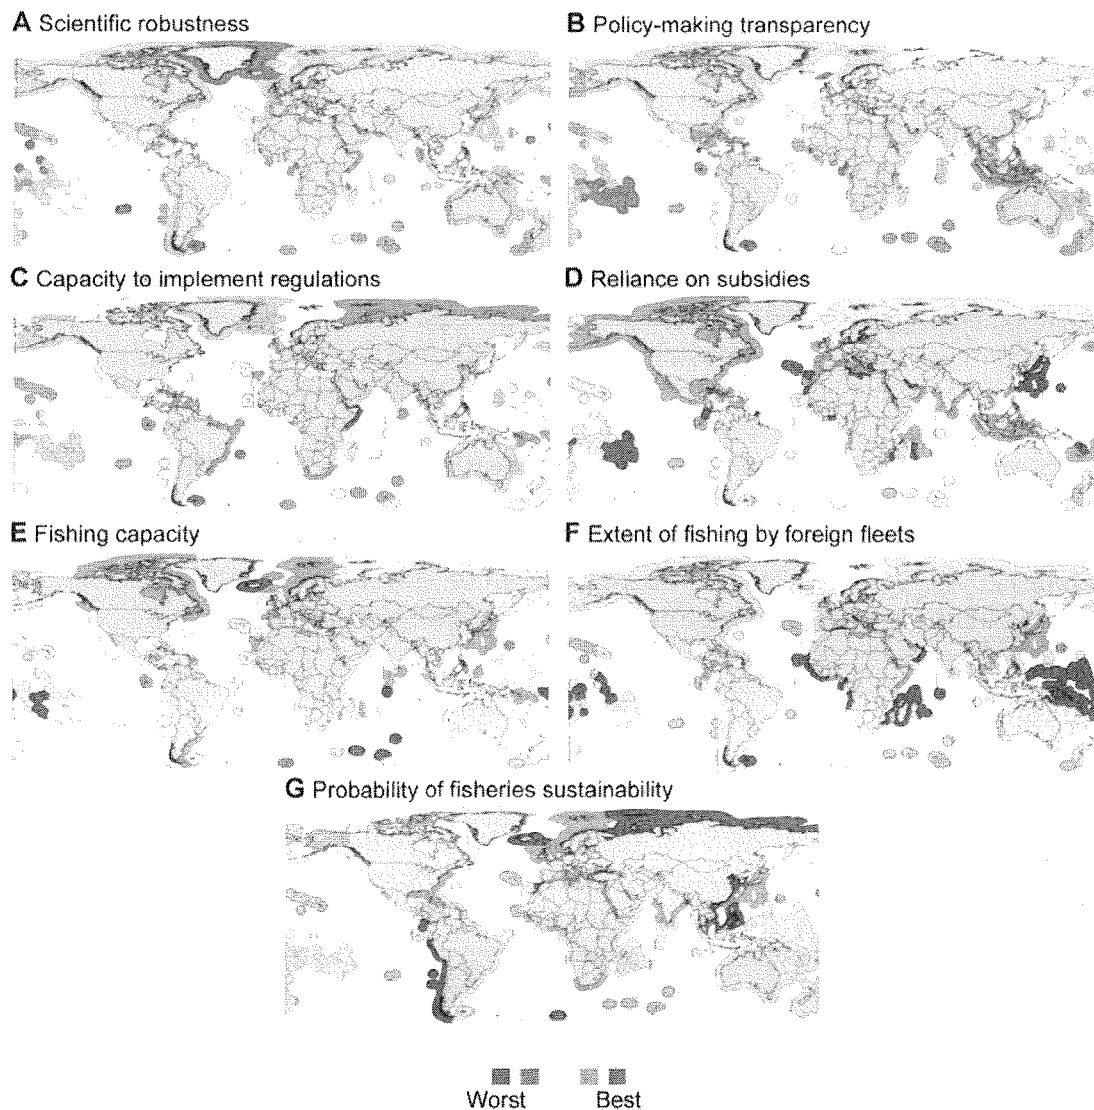 A Scientific robustness
B Policy-making transparency
C Capacity to implement regulations
D Reliance on subsidies
E Fishing capacity
F Extent of fishing by foreign fleets
G Probability of fisheries sustainability
Worst
Best